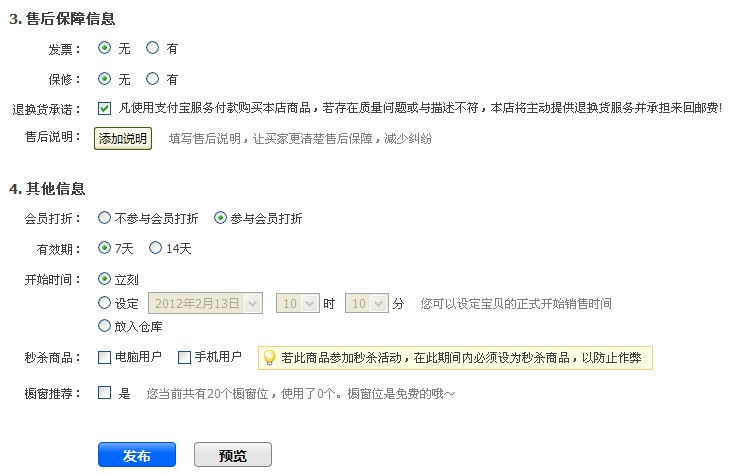 3. 售后保障信息
发票： 无 有
保修： 无 有
退换货承诺： 凡使用支付宝服务付款购买本店商品，若存在质量问题或与描述不符，本店将主动提供退换货服务并承担来回邮费!
售后说明： 添加说明 填写售后说明，让买家更清楚售后保障，减少纠纷
4. 其他信息
会员打折： 不参与会员打折 参与会员打折
有效期： 7天 14天
开始时间： 立刻
设定 2012年2月13日 10 时 10 分 您可以设定宝贝的正式开始销售时间
放入仓库
秒杀商品： 电脑用户 手机用户 若此商品参加秒杀活动，在此期间内必须设为秒杀商品，以防止作弊
橱窗推荐： 是 您当前共有20个橱窗位，使用了0个。橱窗位是免费的哦～
发布 预览